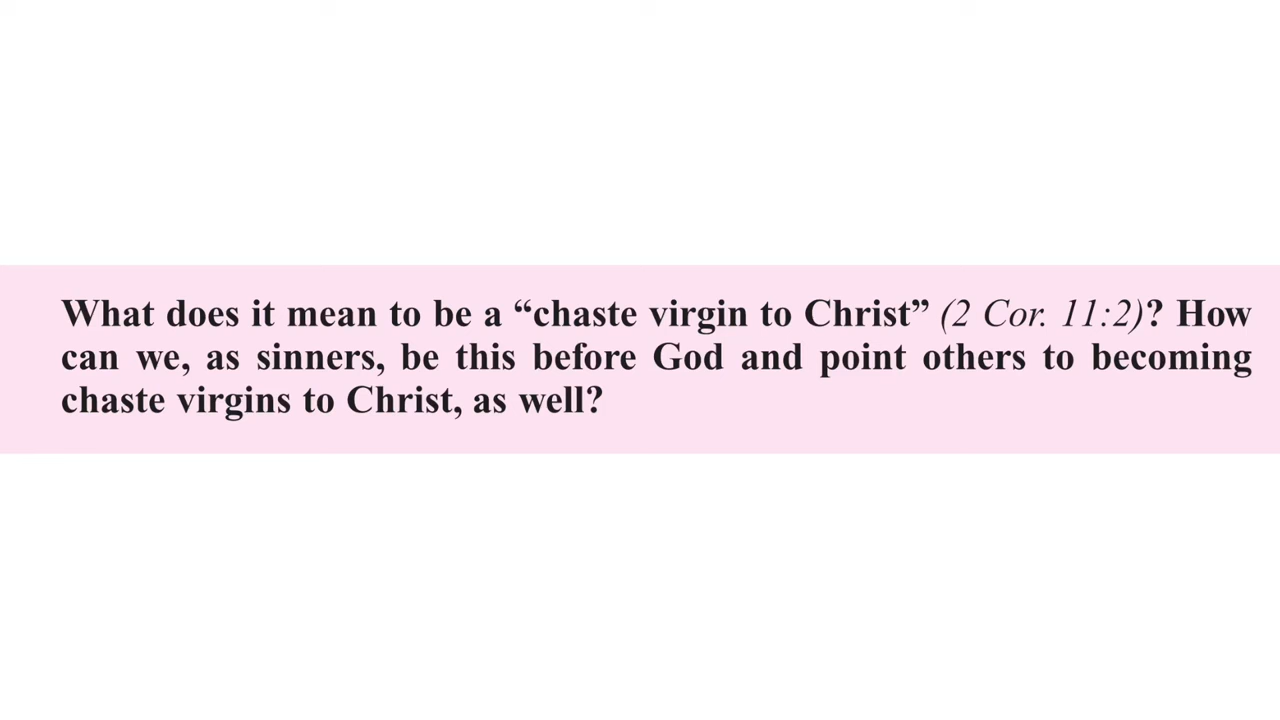 What does it mean to be a “chaste virgin to Christ” (2 Cor. 11:2)? How
can we, as sinners, be this before God and point others to becoming
chaste virgins to Christ, as well?